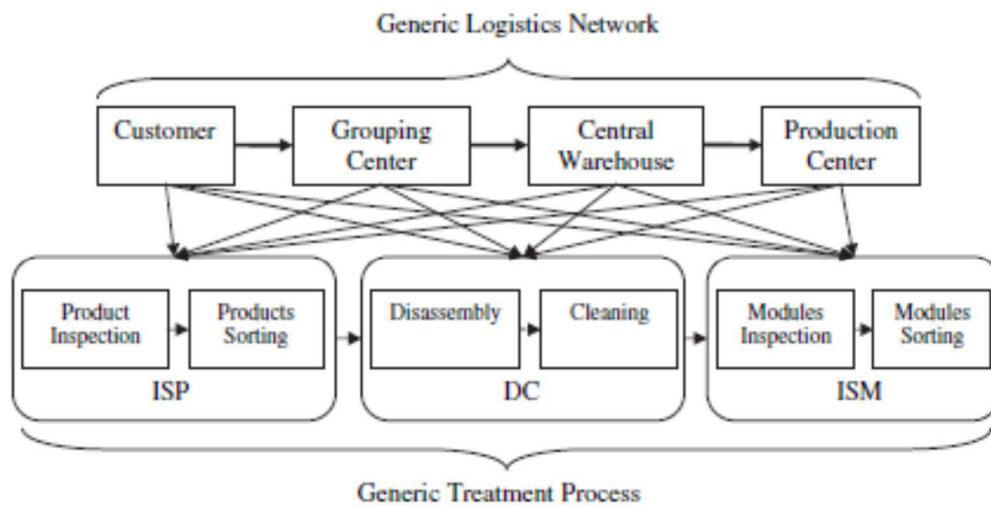 Generic Logistics Network
Customer
Grouping
Center
Central
Warehouse
Production
Center
Product
Inspection
Products
Sorting
ISP
Disassembly
Cleaning
DC
Modules
Inspection
Modules
Sorting
ISM
Generic Treatment Process